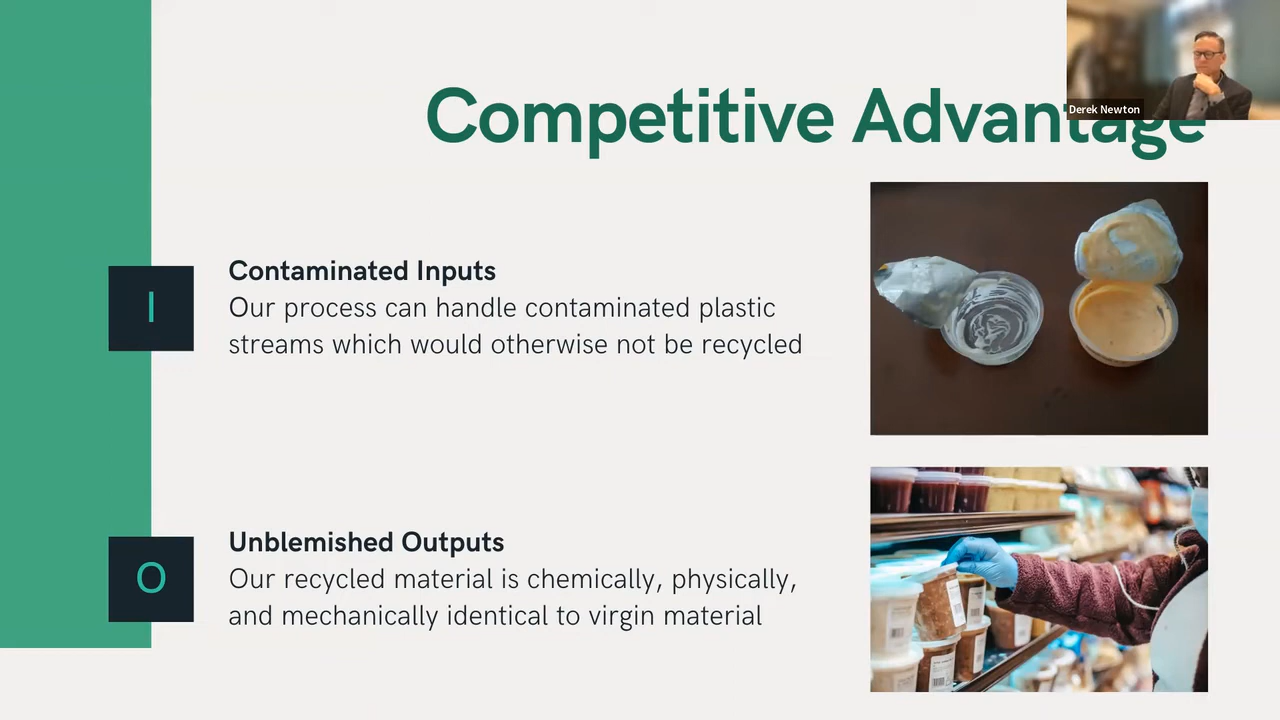 Derek Newton
Competitive Advantage
I
Contaminated Inputs
Our process can handle contaminated plastic
streams which would otherwise not be recycled
O
Unblemished Outputs
Our recycled material is chemically, physically,
and mechanically identical to virgin material